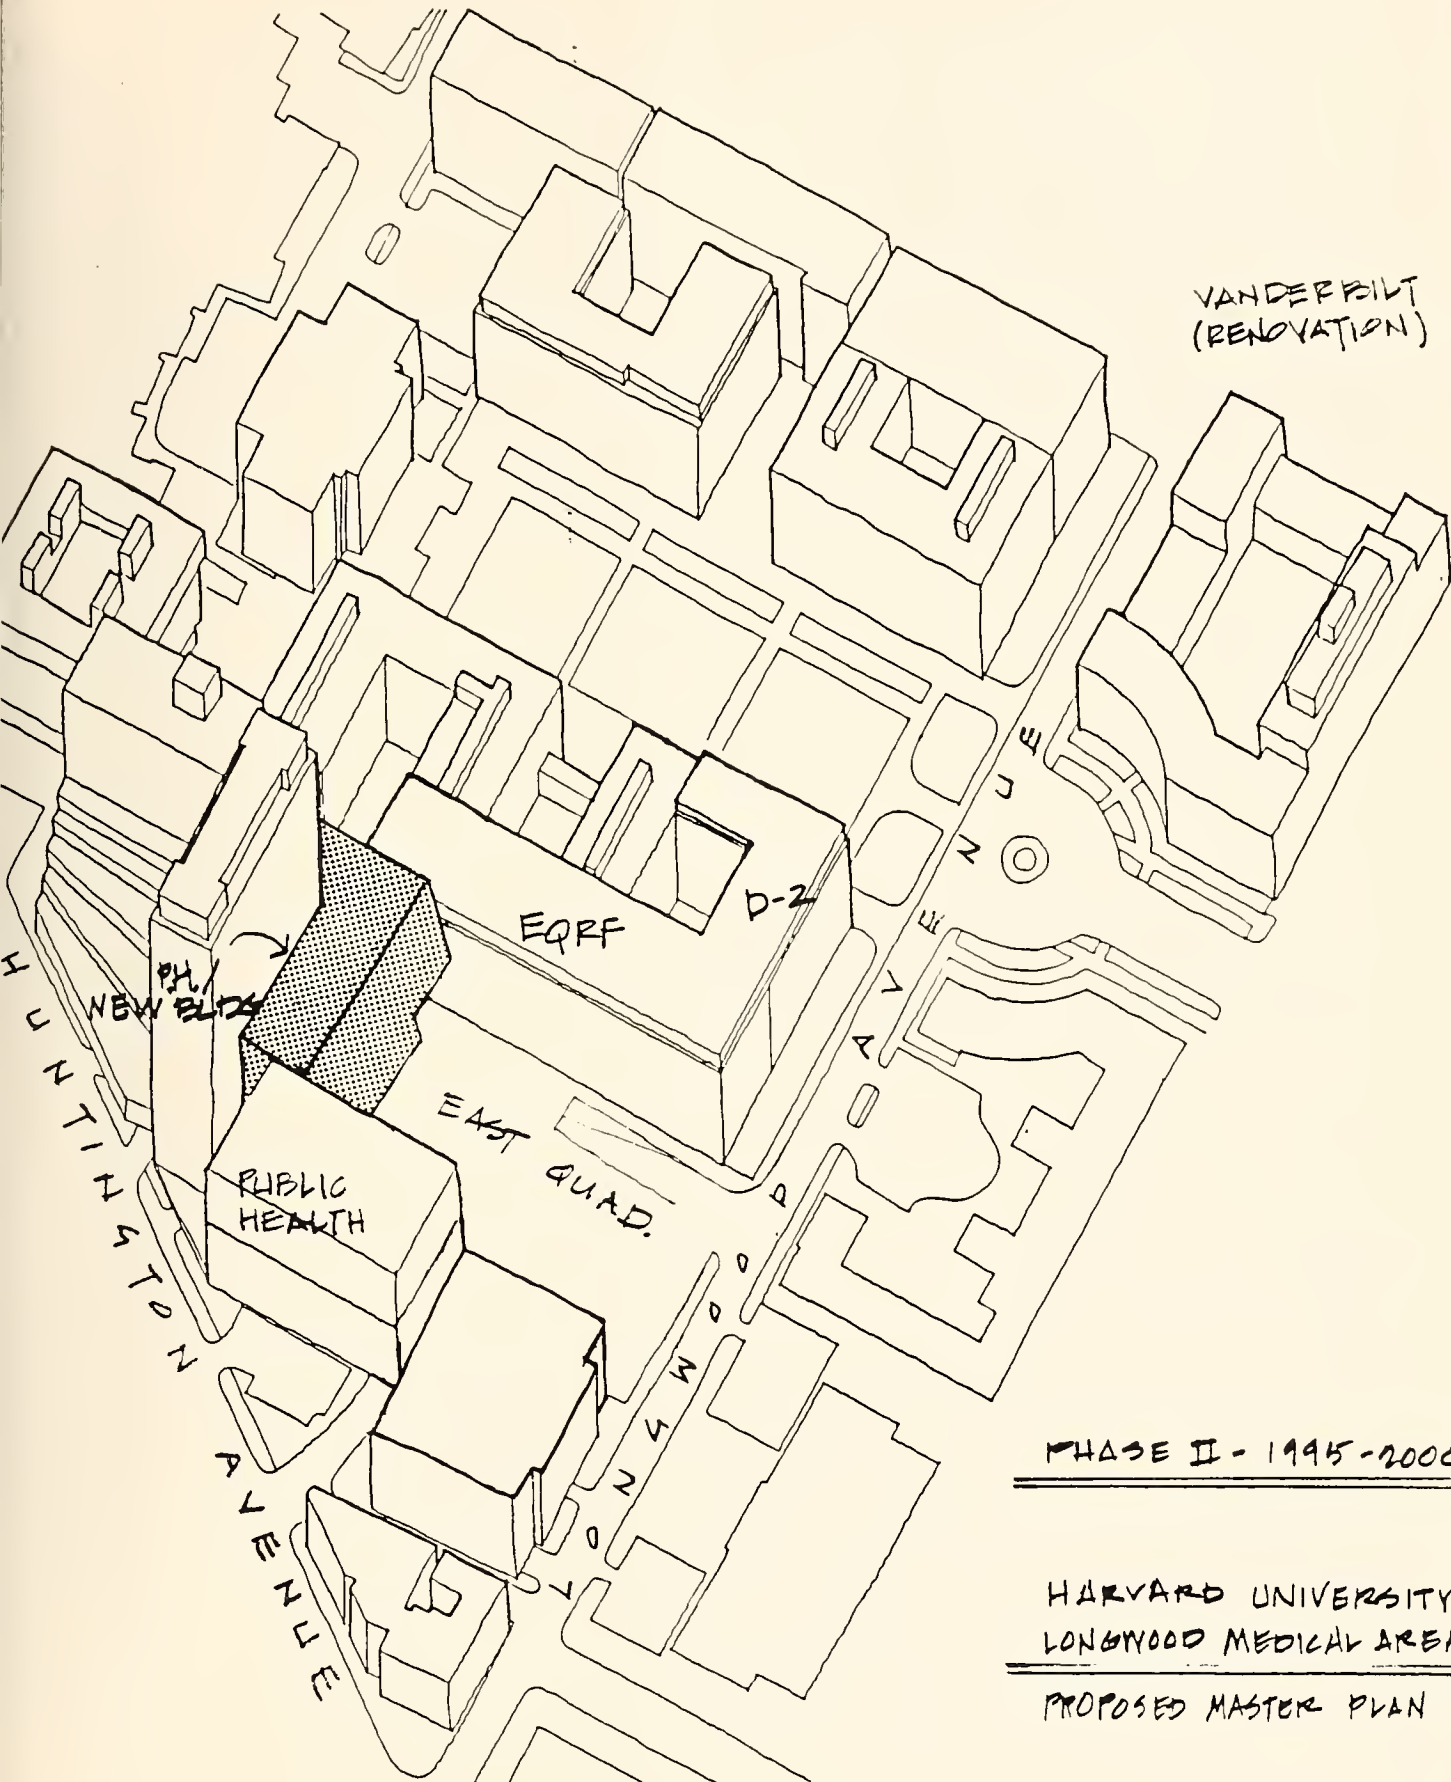 VANDERBILT
(RENOVATION)
D-2
EQRF
PH/
NEW BLDG
EAST
QUAD.
PUBLIC
HEALTH
HUNTINGTON
AVENUE
LONGWOOD
AVENUE
PHASE II - 1995-2000
HARVARD UNIVERSITY
LONGWOOD MEDICAL AREA
PROPOSED MASTER PLAN